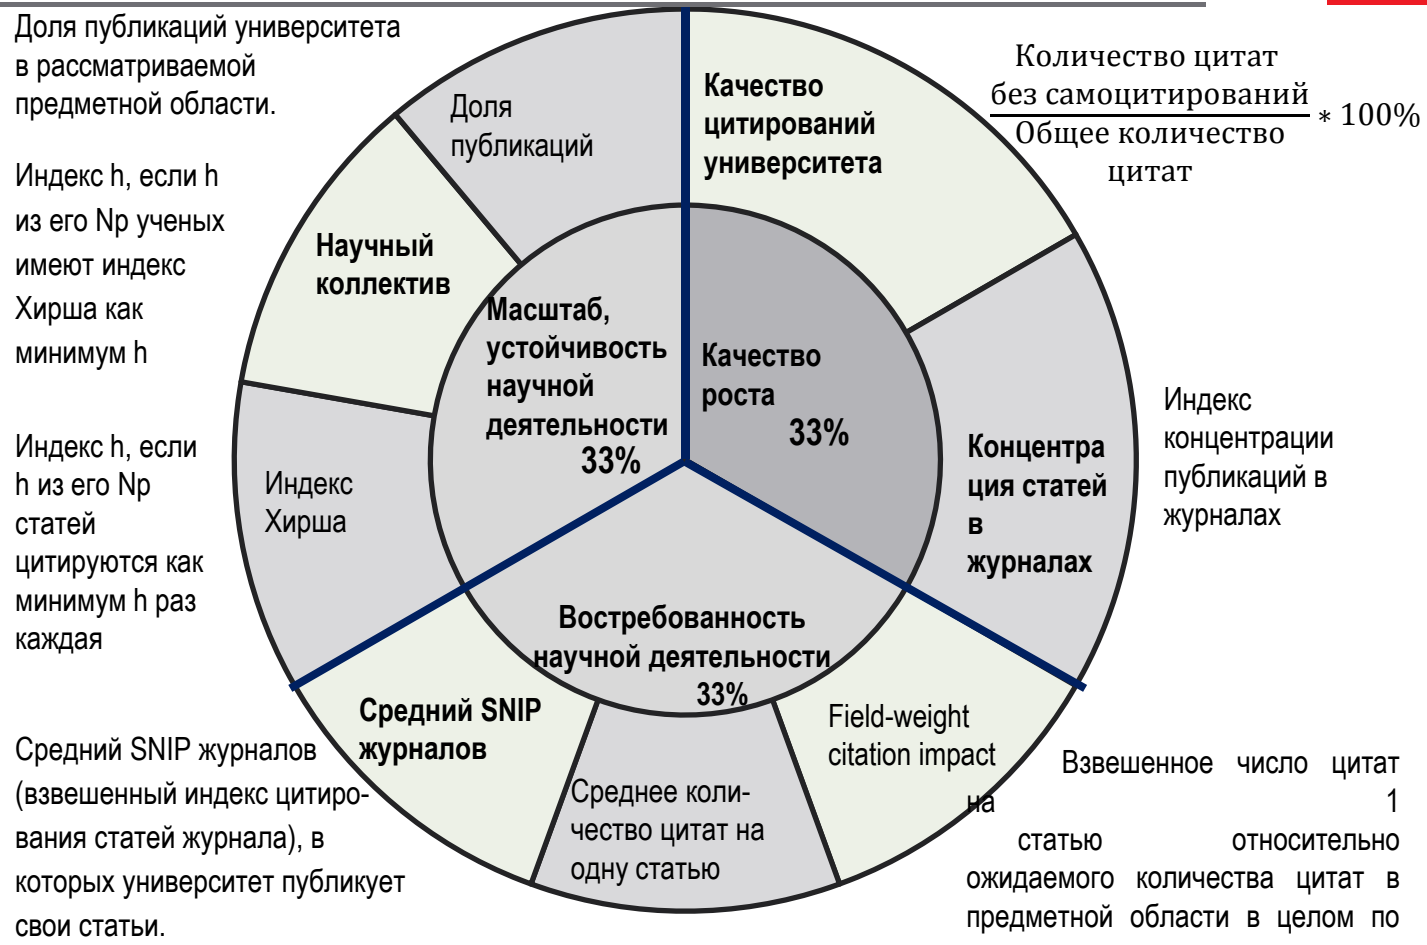 Доля публикаций университета
в рассматриваемой
предметной области.
Индекс h, если h
из его Np ученых
имеют индекс
Хирша как
минимум h
Индекс h, если
h из его Np
статей
цитируются как
минимум h раз
каждая
Средний SNIP журналов
(взвешенный индекс цитиро-
вания статей журнала), в
которых университет публикует
свои статьи.
Доля
публикаций
Научный
коллектив
Индекс
Хирша
Масштаб,
устойчивость
научной
деятельности
33%
Качество
цитирований
университета
Качество
роста
33%
Концентра
ция статей
в
журналах
Востребованность
научной деятельности
33%
Средний SNIP
журналов
Среднее коли-
чество цитат на
одну статью
Field-weight
citation impact
Количество цитат
без самоцитирований
Общее количество
цитат
* 100%
Индекс
концентрации
публикаций в
журналах
Взвешенное число цитат
на 1
статью относительно
ожидаемого количества цитат в
предметной области в целом по